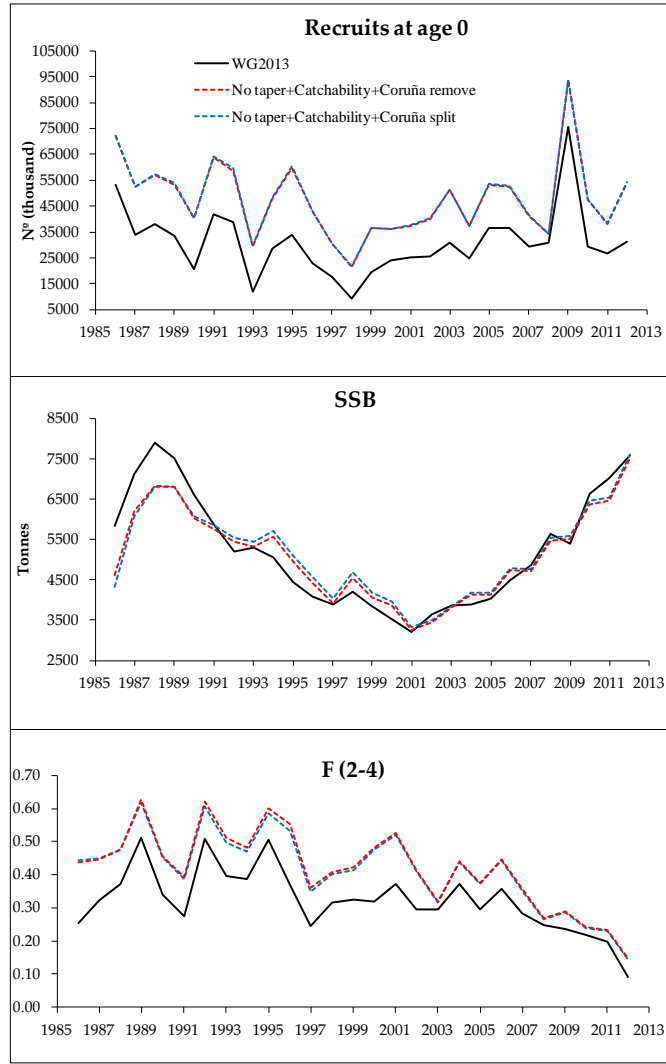 Recruits at age 0
Nº (thousand)
105000
95000
85000
75000
65000
55000
45000
35000
25000
15000
5000
WG2013
No taper+Catchability+Coruña remove
No taper+Catchability+Coruña split
1985 1987 1989 1991 1993 1995 1997 1999 2001 2003 2005 2007 2009 2011 2013
SSB
Tonnes
8500
7500
6500
5500
4500
3500
2500
1985 1987 1989 1991 1993 1995 1997 1999 2001 2003 2005 2007 2009 2011 2013
F (2-4)
0.70
0.60
0.50
0.40
0.30
0.20
0.10
0.00
1985 1987 1989 1991 1993 1995 1997 1999 2001 2003 2005 2007 2009 2011 2013